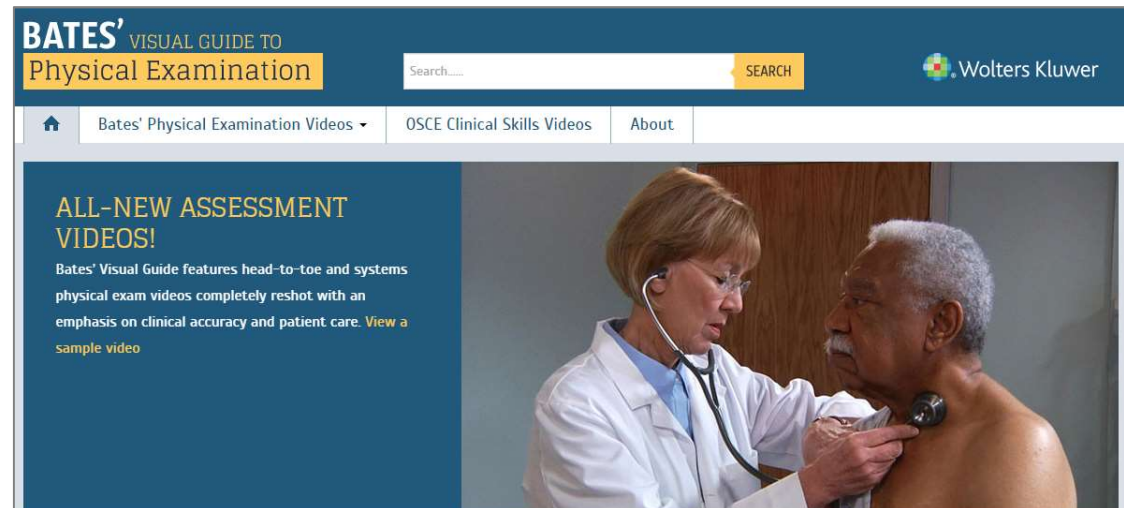 BATES' VISUAL GUIDE TO
Physical Examination
Search......
SEARCH
Wolters Kluwer
Bates' Physical Examination Videos
OSCE Clinical Skills Videos
About
ALL-NEW ASSESSMENT
VIDEOS!
Bates' Visual Guide features head-to-toe and systems
physical exam videos completely reshot with an
emphasis on clinical accuracy and patient care. View a
sample video